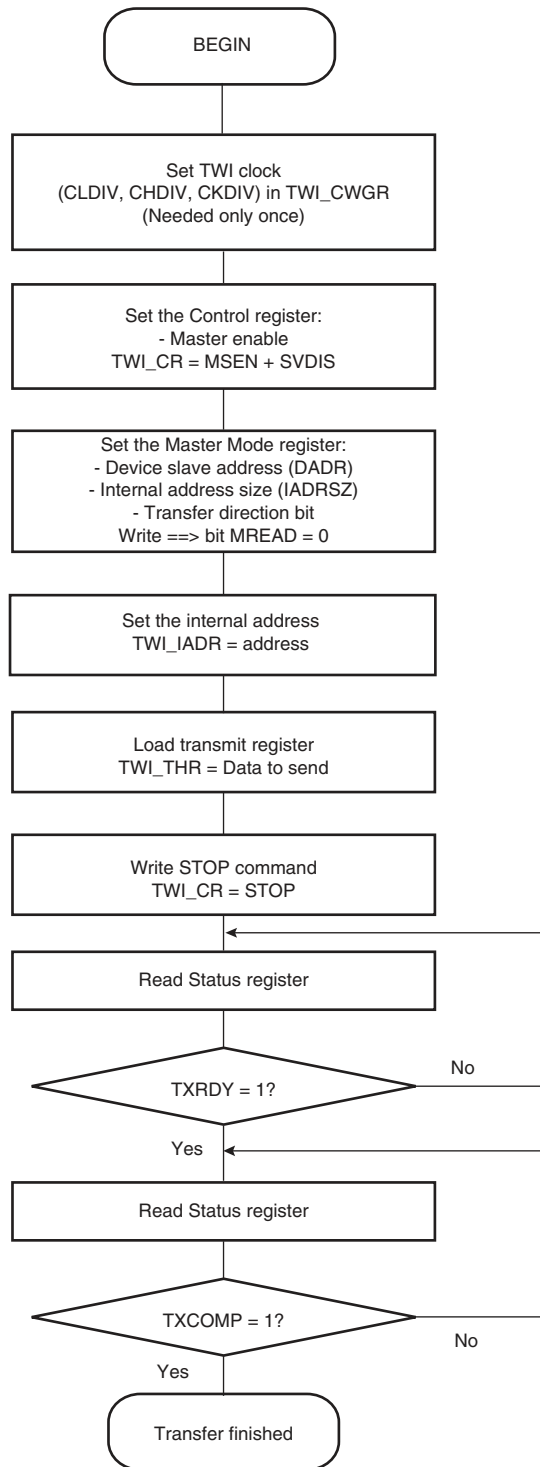 BEGIN
Set TWI clock
(CLDIV, CHDIV, CKDIV) in TWI_CWGR
(Needed only once)
Set the Control register:
- Master enable
TWI_CR = MSEN + SVDIS
Set the Master Mode register:
- Device slave address (DADR)
- Internal address size (IADRSZ)
- Transfer direction bit
Write ==> bit MREAD = 0
Set the internal address
TWI_IADR = address
Load transmit register
TWI_THR = Data to send
Write STOP command
TWI_CR = STOP
Read Status register
TXRDY = 1?
No
Yes
Read Status register
TXCOMP = 1?
No
Yes
Transfer finished